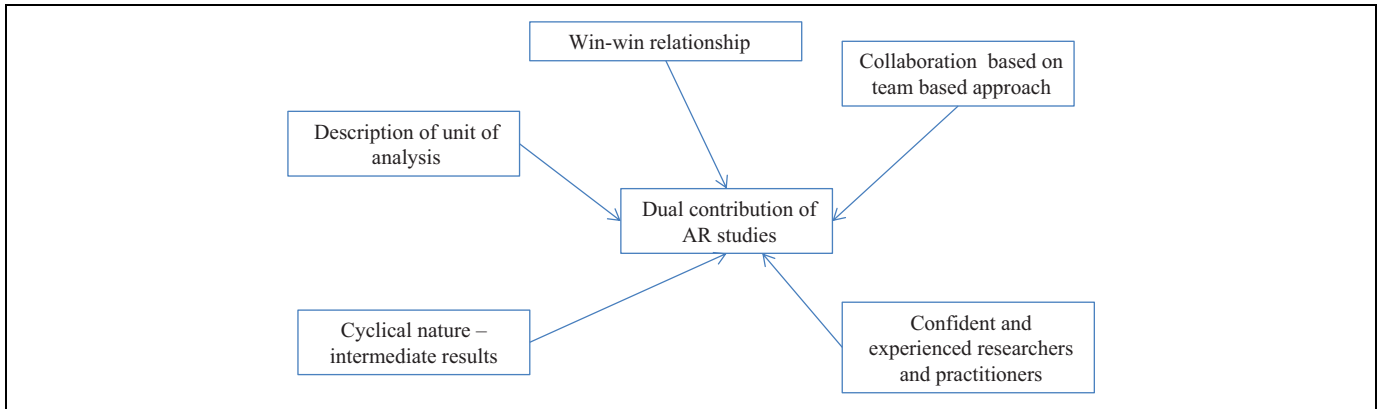 Win-win relationship
Collaboration based on
team based approach
Description of unit of
analysis
Dual contribution of
AR studies
Cyclical nature –
intermediate results
Confident and
experienced researchers
and practitioners